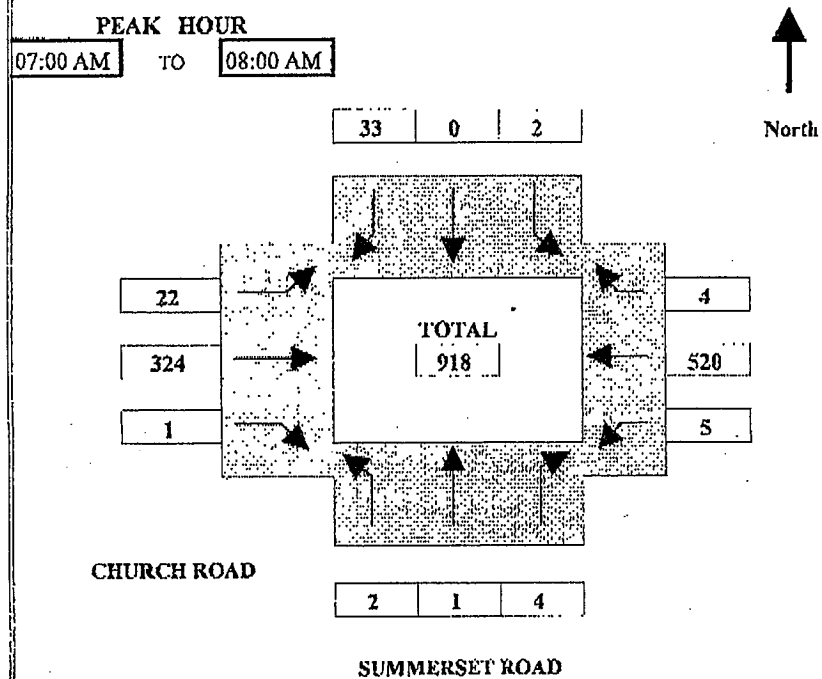 PEAK HOUR
07:00 AM TO 08:00 AM
North
33 0 2
22
4
TOTAL
324
918
520
1
5
CHURCH ROAD
2 1 4
SUMMERSET ROAD